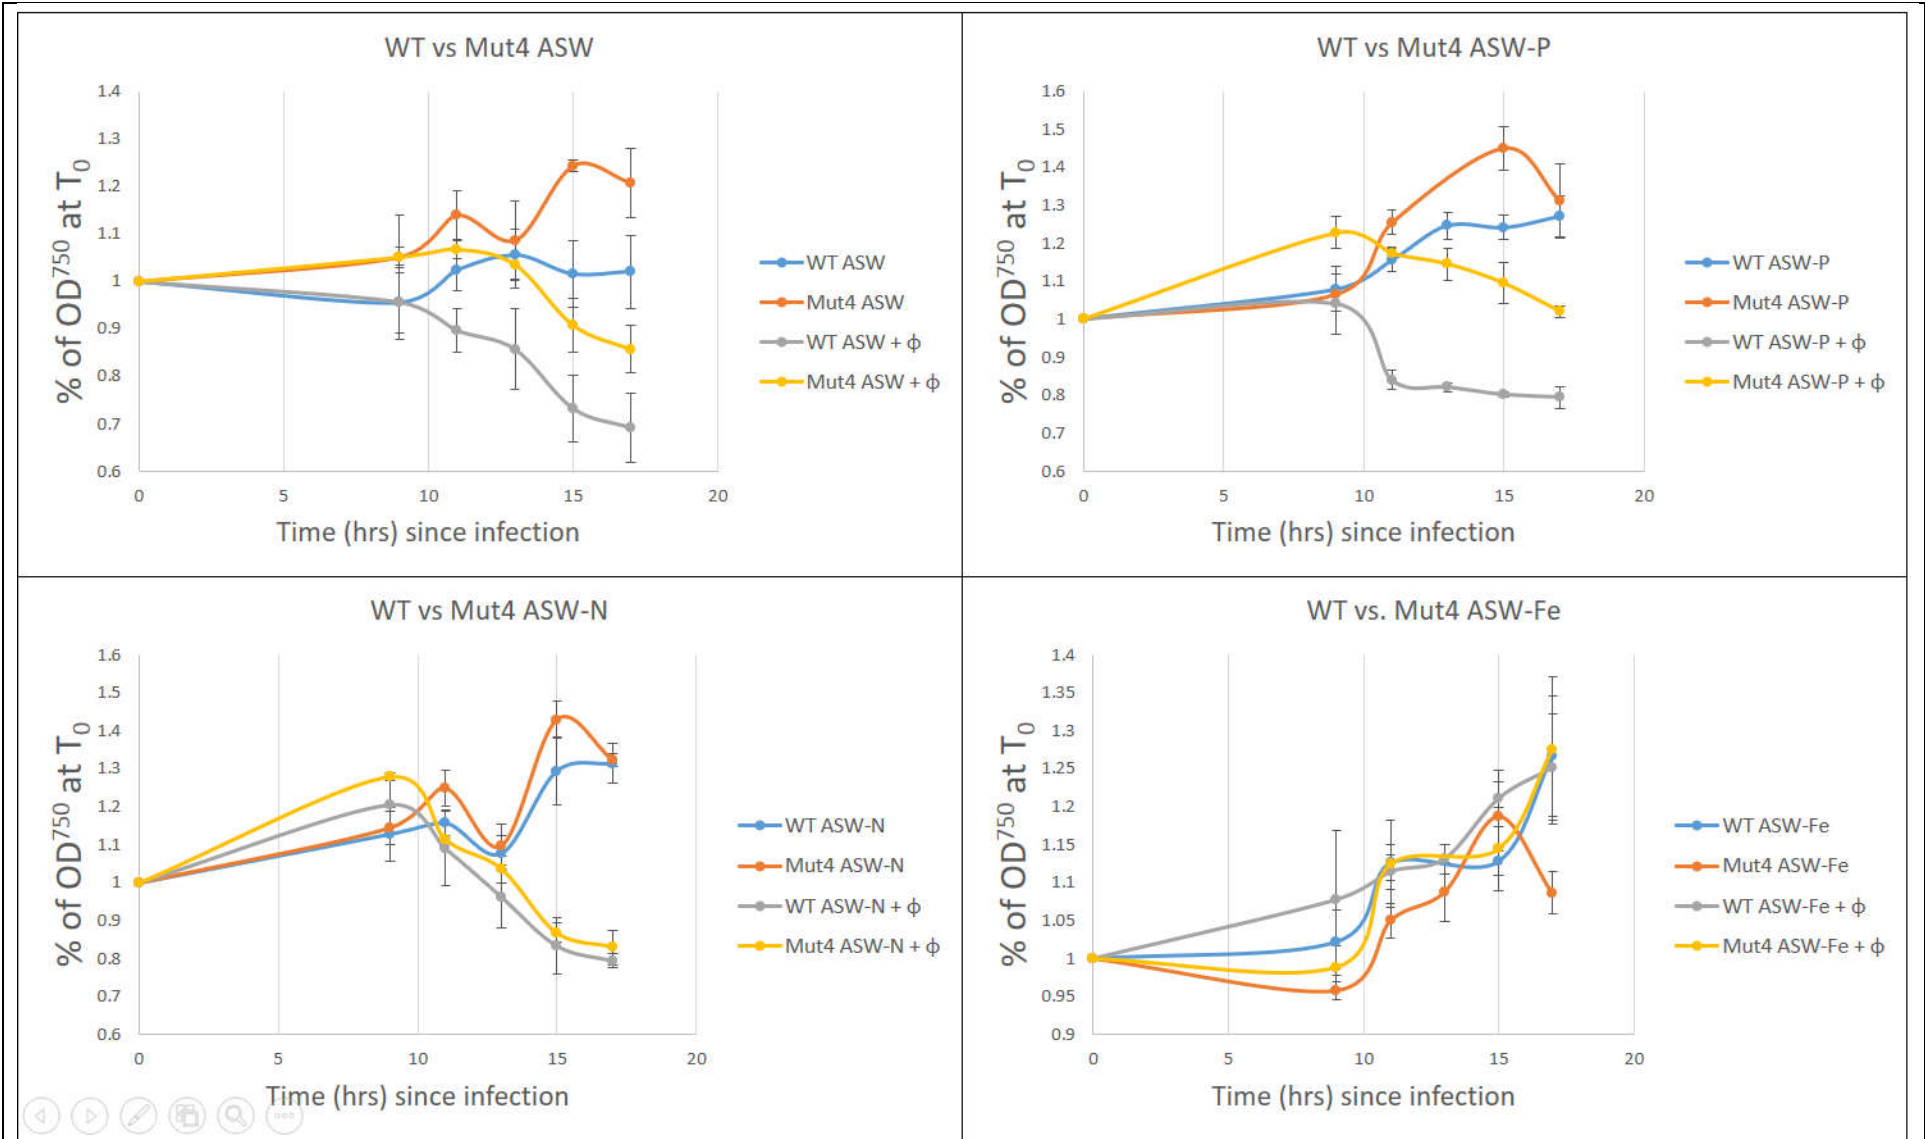 WT vs Mut4 ASW
% of OD750 at T0
1.4
1.3
1.2
1.1
1
0.9
0.8
0.7
0.6
0 5 10 15 20
Time (hrs) since infection
WT ASW
Mut4 ASW
WT ASW + ϕ
Mut4 ASW + ϕ
WT vs Mut4 ASW-P
% of OD750 at T0
1.6
1.5
1.4
1.3
1.2
1.1
1
0.9
0.8
0.7
0.6
0 5 10 15 20
Time (hrs) since infection
WT ASW-P
Mut4 ASW-P
WT ASW-P + ϕ
Mut4 ASW-P + ϕ
WT vs Mut4 ASW-N
% of OD750 at T0
1.6
1.5
1.4
1.3
1.2
1.1
1
0.9
0.8
0.7
0.6
0 5 10 15 20
Time (hrs) since infection
WT ASW-N
Mut4 ASW-N
WT ASW-N + ϕ
Mut4 ASW-N + ϕ
WT vs. Mut4 ASW-Fe
% of OD750 at T0
1.4
1.35
1.3
1.25
1.2
1.15
1.1
1.05
1
0.95
0.9
0 5 10 15 20
Time (hrs) since infection
WT ASW-Fe
Mut4 ASW-Fe
WT ASW-Fe + ϕ
Mut4 ASW-Fe + ϕ